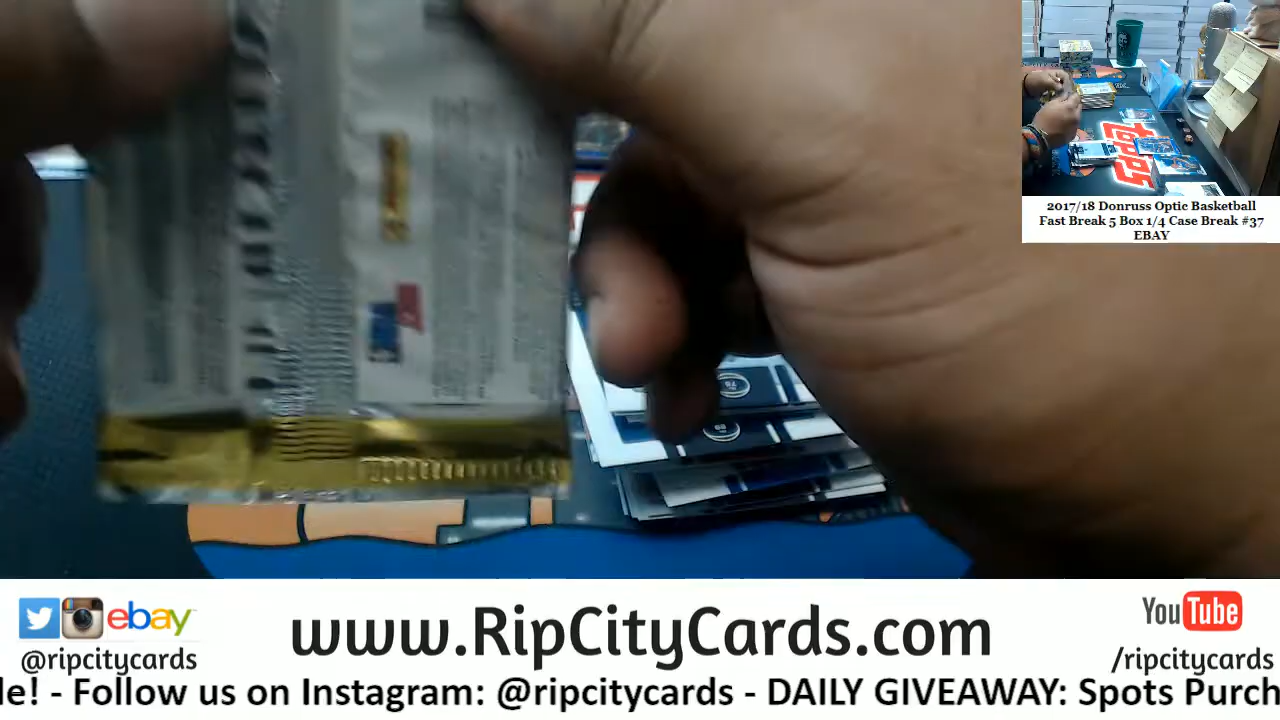 topps
2017/18 Donruss Optic Basketball
Fast Break 5 Box 1/4 Case Break #37
EBAY
ebay
www.RipCityCards.com
YouTube
@ripcitycards
/ripcitycards
le! - Follow us on Instagram: @ripcitycards - DAILY GIVEAWAY: Spots Purch